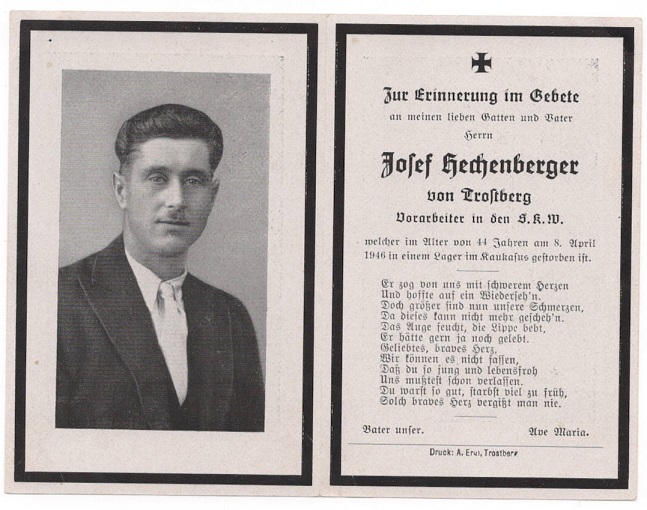 Zur Erinnerung im Gebete
an meinen lieben Gatten und Vater
Herrn
Josef Hechenberger
von Trostberg
Vorarbeiter in den S.K.W.
welcher im Alter von 44 Jahren am 8. April
1946 in einem Lager im Kaukasus gestorben ist.
Er zog von uns mit schwerem Herzen
Und hoffte auf ein Wiederseh'n.
Doch größer sind nun unsere Schmerzen,
Da dieses kann nicht mehr gescheh'n.
Das Auge feucht, die Lippe bebt,
Er hätte gern ja noch gelebt.
Geliebtes, braves Herz,
Wir können es nicht fassen,
Daß du so jung und lebensfroh
Uns mußtest schon verlassen.
Du warst so gut, starbst viel zu früh,
Solch braves Herz vergißt man nie.
Vater unser. Ave Maria.
Druck: A. Erdl, Trostberg